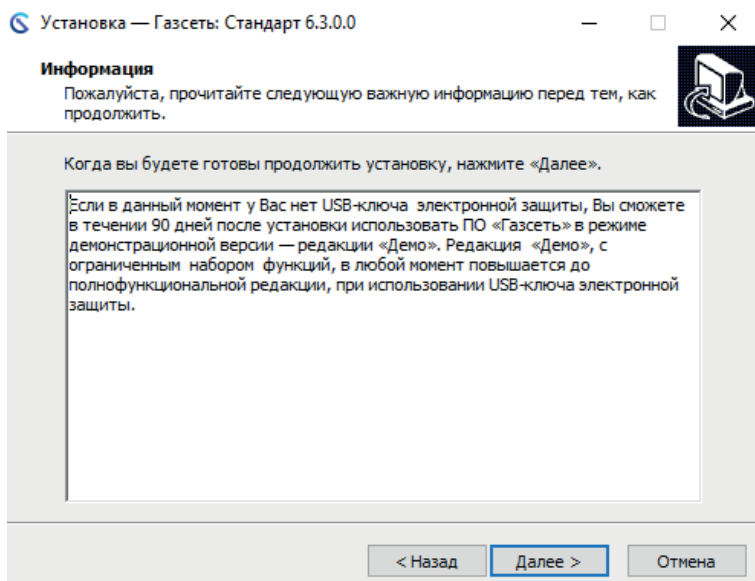 Установка — Газсеть: Стандарт 6.3.0.0
Информация
Пожалуйста, прочитайте следующую важную информацию перед тем, как
продолжить.
Когда вы будете готовы продолжить установку, нажмите «Далее».
Если в данный момент у Вас нет USB-ключа  электронной защиты, Вы сможете
в течении 90 дней после установки использовать ПО «Газсеть» в режиме
демонстрационной версии — редакции «Демо». Редакция  «Демо», с
ограниченным  набором  функций, в любой момент повышается до
полнофункциональной редакции, при использовании USB-ключа электронной
защиты.
< Назад Далее > Отмена